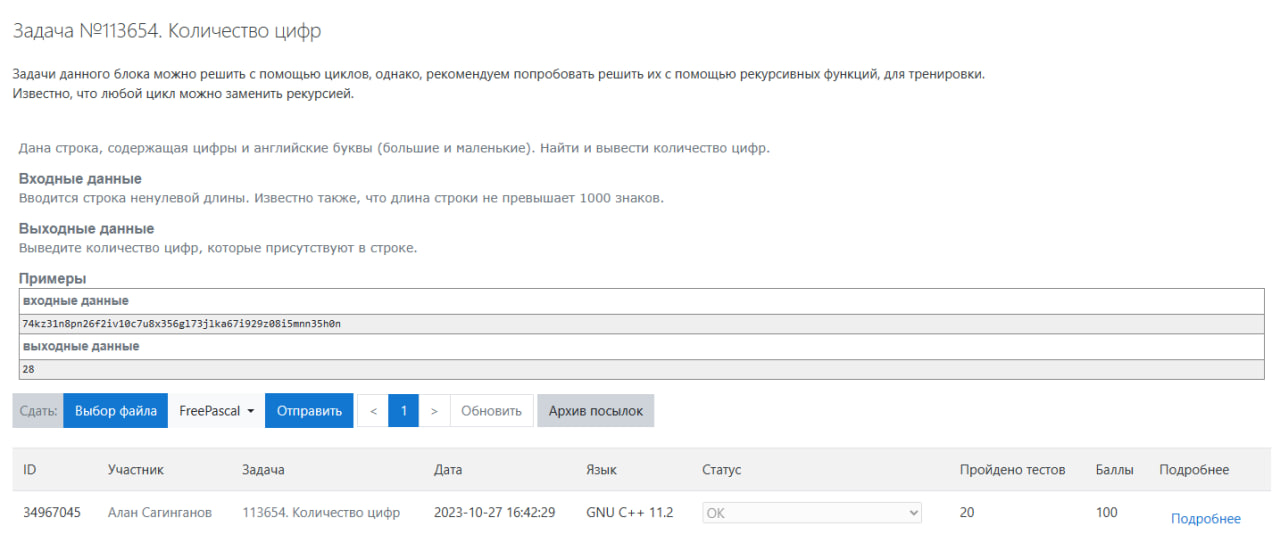 Задача №113654. Количество цифр
Задачи данного блока можно решить с помощью циклов, однако, рекомендуем попробовать решить их с помощью рекурсивных функций, для тренировки.
Известно, что любой цикл можно заменить рекурсией.
Дана строка, содержащая цифры и английские буквы (большие и маленькие). Найти и вывести количество цифр.
Входные данные
Вводится строка ненулевой длины. Известно также, что длина строки не превышает 1000 знаков.
Выходные данные
Выведите количество цифр, которые присутствуют в строке.
Примеры
входные данные
74kz31n8pn26f2iv10c7u8x356gl73jlka67i929z08i5mnn35h0n
выходные данные
28
Сдать: Выбор файла FreePascal Отправить < 1 > Обновить Архив посылок
ID Участник Задача Дата Язык Статус Пройдено тестов Баллы Подробнее
34967045 Алан Сагинганов 113654. Количество цифр 2023-10-27 16:42:29 GNU C++ 11.2 OK 20 100 Подробнее